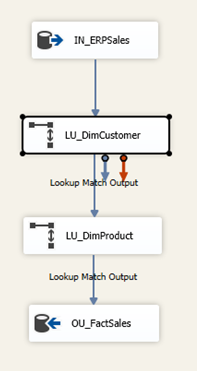 IN_ERPSales
LU_DimCustomer
Lookup Match Output
LU_DimProduct
Lookup Match Output
OU_FactSales